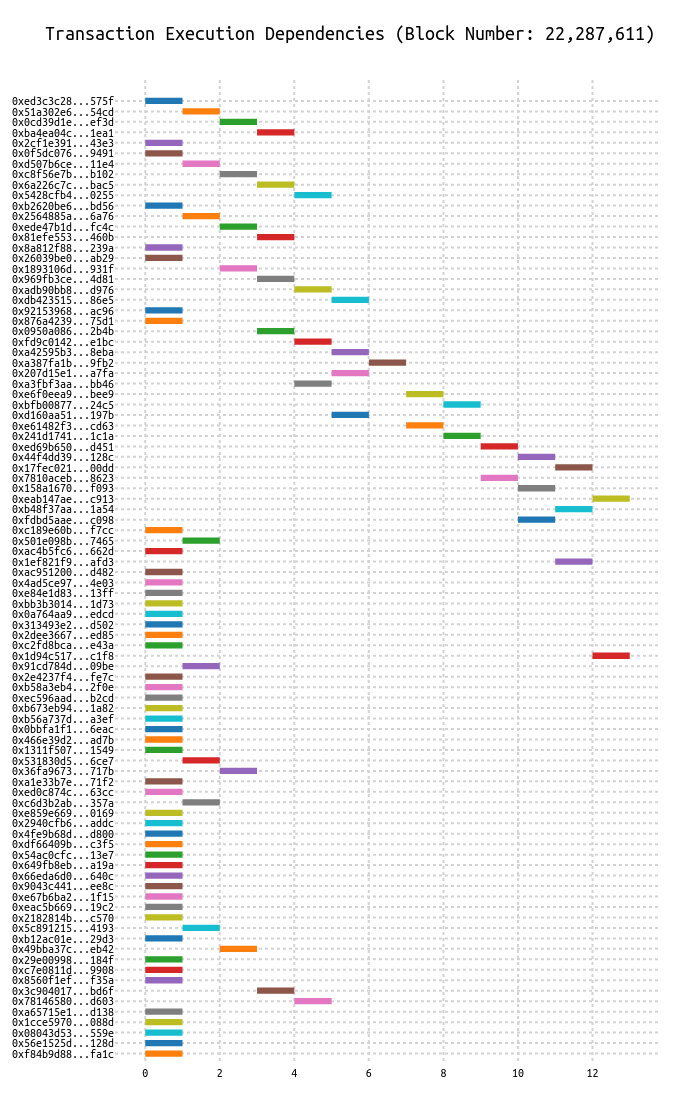 Transaction Execution Dependencies (Block Number: 22,287,611)
0xed3c3c28...575f
0x51a302e6...54cd
0x0cd39d1e...ef3d
0xba4ea04c...1ea1
0x2cf1e391...43e3
0x0f5dc076...9491
0xd507b6ce...11e4
0xc8f56e7b...b102
0x6a226c7c...bac5
0x5428cfb4...0255
0xb2620be6...bd56
0x2564885a...6a76
0xede47b1d...fc4c
0x81efe553...460b
0x8a812f88...239a
0x26039be0...ab29
0x1893106d...931f
0x969fb3ce...4d81
0xadb90bb8...d976
0xdb423515...86e5
0x92153968...ac96
0x876a4239...75d1
0x0950a086...2b4b
0xfd9c0142...e1bc
0xa42595b3...8eba
0xa387fa1b...9fb2
0x207d15e1...a7fa
0xa3fbf3aa...bb46
0xe6f0eea9...bee9
0xbfb00877...24c5
0xd160aa51...197b
0xe61482f3...cd63
0x241d1741...1c1a
0xed69b650...d451
0x44f4dd39...128c
0x17fec021...00dd
0x7810aceb...8623
0x158a1670...f093
0xeab147ae...c913
0xb48f37aa...1a54
0xfdbd5aae...c098
0xc189e60b...f7cc
0x501e098b...7465
0xac4b5fc6...662d
0x1ef821f9...afd3
0xac951200...d482
0x4ad5ce97...4e03
0xe84e1d83...13ff
0xbb3b3014...1d73
0x0a764aa9...edcd
0x313493e2...d502
0x2dee3667...ed85
0xc2fd8bca...e43a
0x1d94c517...c1f8
0x91cd784d...09be
0x2e4237f4...fe7c
0xb58a3eb4...2f0e
0xec596aad...b2cd
0xb673eb94...1a82
0xb56a737d...a3ef
0x0bbfa1f1...6eac
0x466e39d2...ad7b
0x1311f507...1549
0x531830d5...6ce7
0x36fa9673...717b
0xa1e33b7e...71f2
0xed0c874c...63cc
0xc6d3b2ab...357a
0xe859e669...0169
0x2940cfb6...addc
0x4fe9b68d...d800
0xdf66409b...c3f5
0x54ac0cfc...13e7
0x649fb8eb...a19a
0x66eda6d0...640c
0x9043c441...ee8c
0xe67b6ba2...1f15
0xeac5b669...19c2
0x2182814b...c570
0x5c891215...4193
0xb12ac01e...29d3
0x49bba37c...eb42
0x29e00998...184f
0xc7e0811d...9908
0x8560f1ef...f35a
0x3c904017...bd6f
0x78146580...d603
0xa65715e1...d138
0x1cce5970...088d
0x08043d53...559e
0x56e1525d...128d
0xf84b9d88...fa1c
0 2 4 6 8 10 12